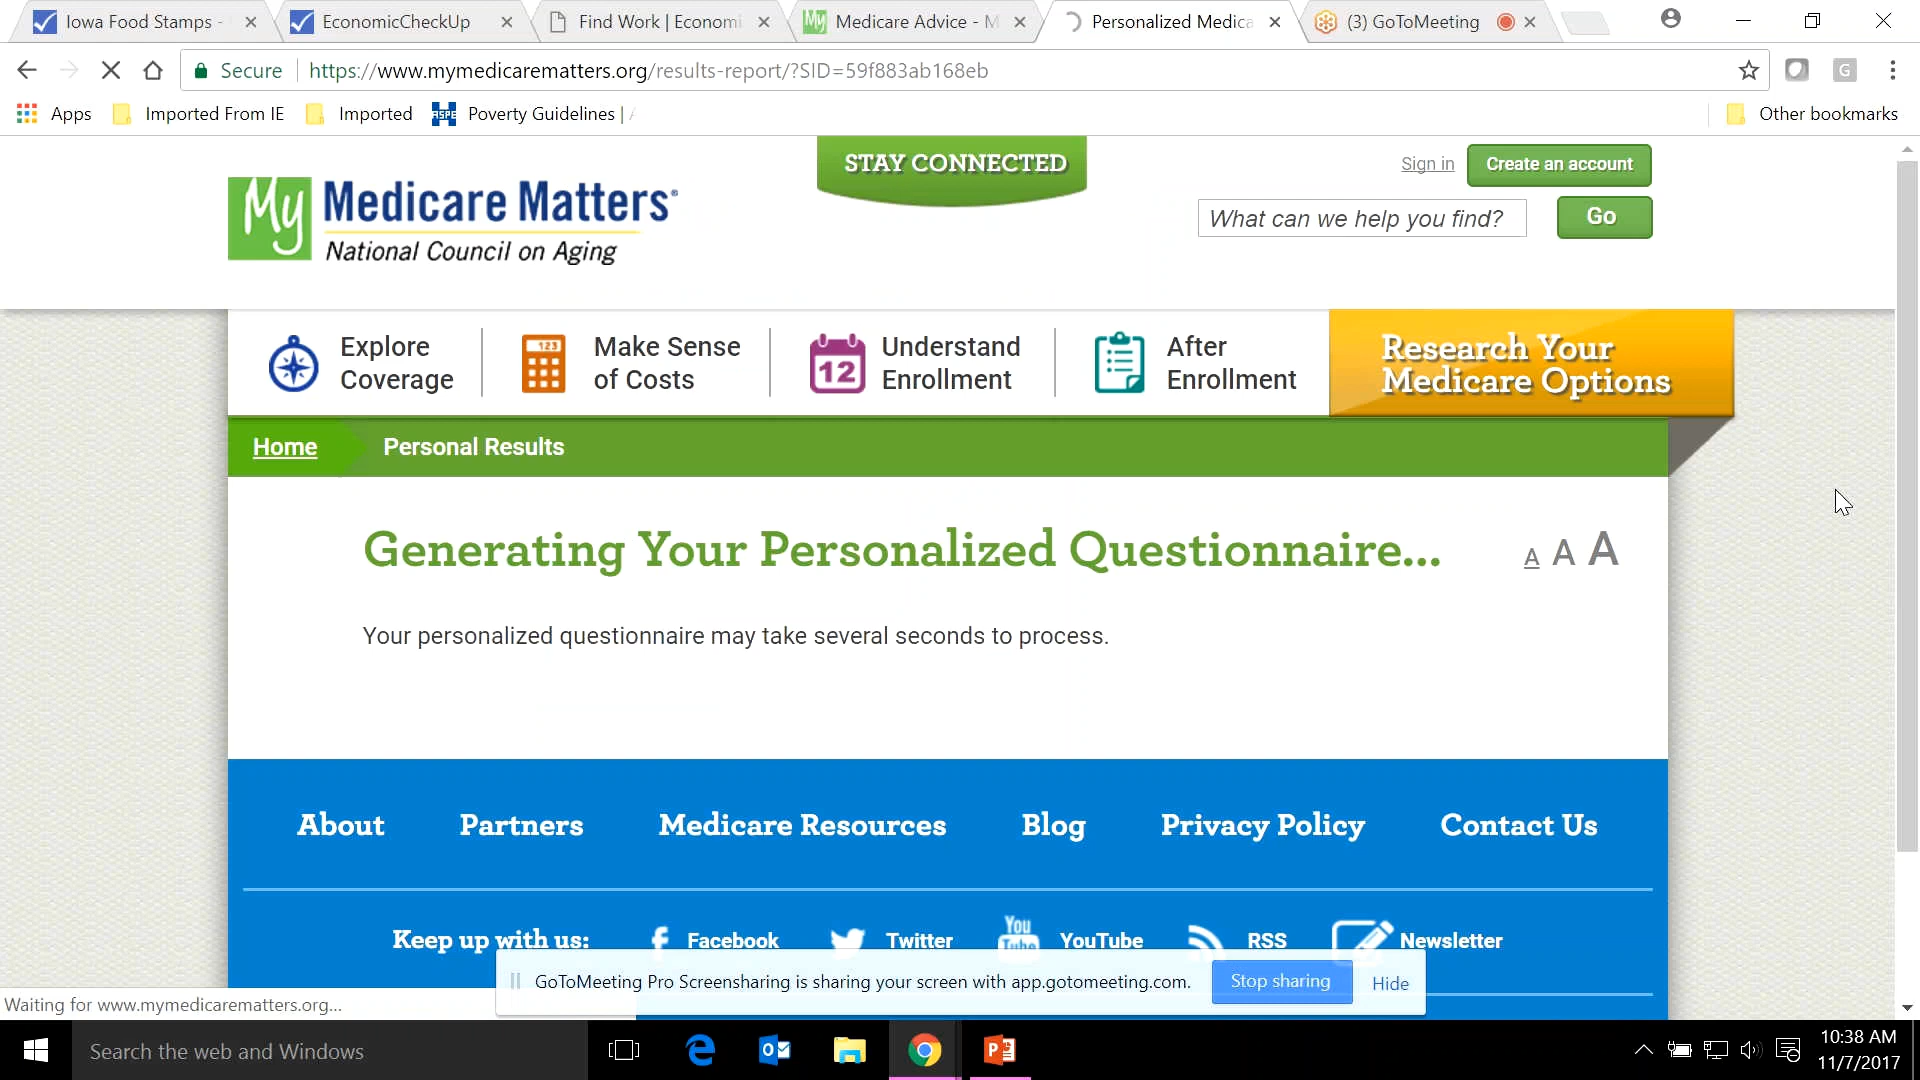 Iowa Food Stamps -
EconomicCheckUp
Find Work | Economi
Medicare Advice - M
Personalized Medica
(3) GoToMeeting
Secure
https://www.mymedicarematters.org/results-report/?SID=59f883ab168eb
G
Apps
Imported From IE
Imported
ASPE
Poverty Guidelines |
Other bookmarks
STAY CONNECTED
Sign in
Create an account
My
Medicare Matters®
National Council on Aging
What can we help you find?
Go
Explore
Coverage
123
Make Sense
of Costs
12
Understand
Enrollment
After
Enrollment
Research Your
Medicare Options
Home
Personal Results
Generating Your Personalized Questionnaire...
A A A
Your personalized questionnaire may take several seconds to process.
About
Partners
Medicare Resources
Blog
Privacy Policy
Contact Us
Keep up with us:
Facebook
Twitter
You
Tube
YouTube
RSS
Newsletter
GoToMeeting Pro Screensharing is sharing your screen with app.gotomeeting.com.
Stop sharing
Hide
Waiting for www.mymedicarematters.org...
Search the web and Windows
10:38 AM
11/7/2017